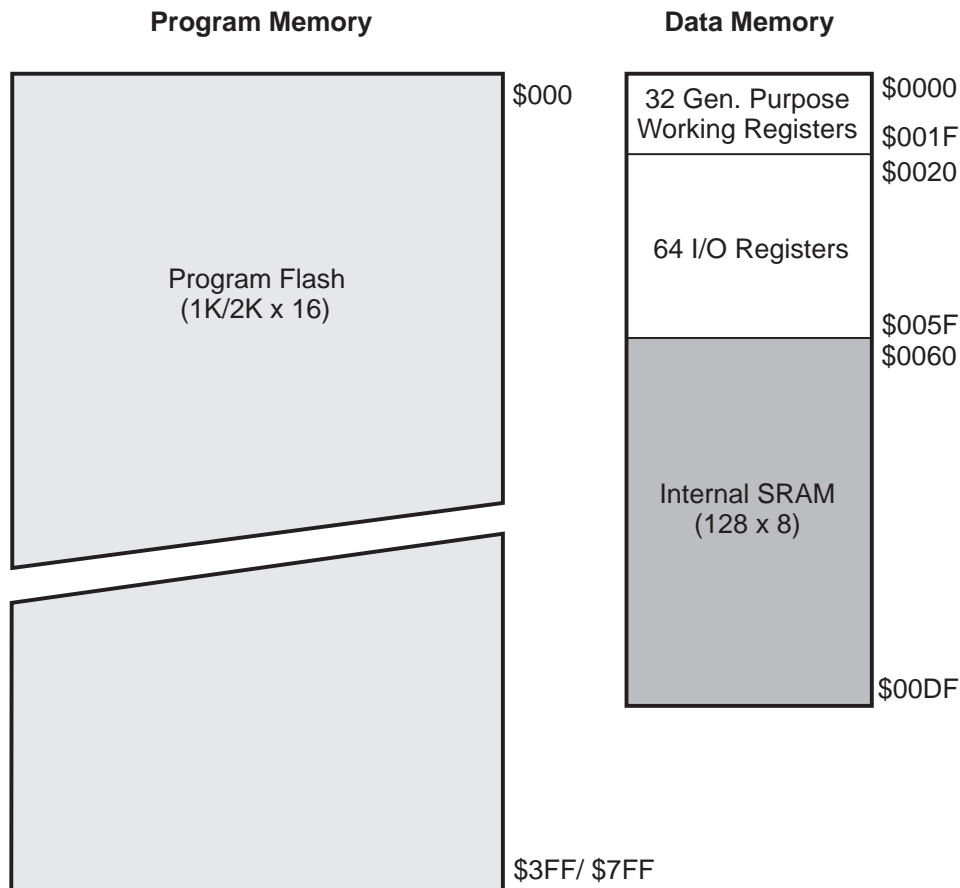 Program Memory
$000
Program Flash
(1K/2K x 16)
$3FF/ $7FF
Data Memory
32 Gen. Purpose
Working Registers
$0000
$001F
$0020
64 I/O Registers
$005F
$0060
Internal SRAM
(128 x 8)
$00DF